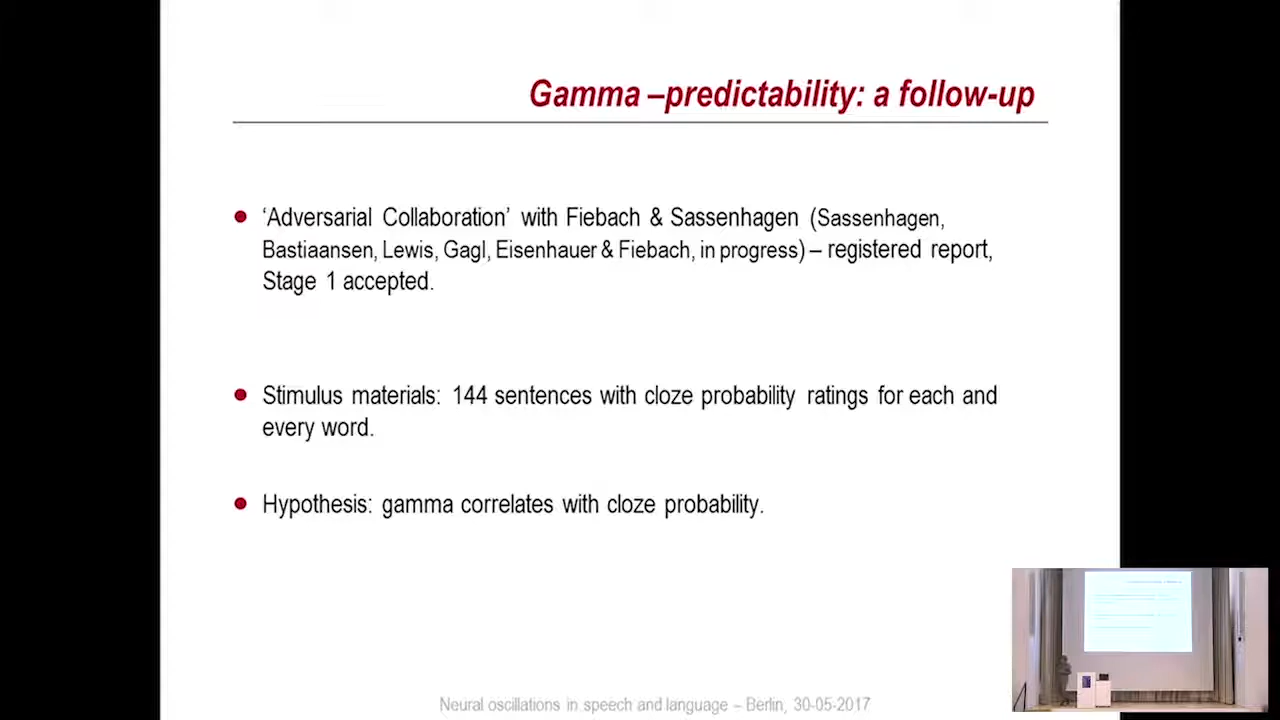 Gamma –predictability: a follow-up
‘Adversarial Collaboration’ with Fiebach & Sassenhagen (Sassenhagen,
Bastiaansen, Lewis, Gagl, Eisenhauer & Fiebach, in progress) – registered report,
Stage 1 accepted.
Stimulus materials: 144 sentences with cloze probability ratings for each and
every word.
Hypothesis: gamma correlates with cloze probability.
Neural oscillations in speech and language – Berlin, 30-05-2017